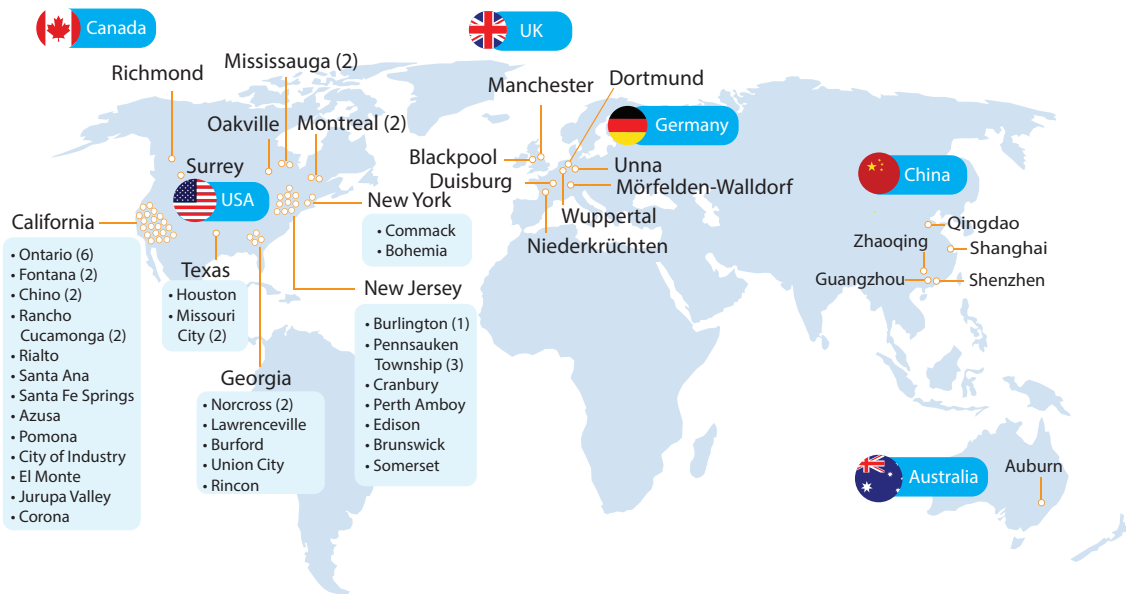 Canada
UK
Richmond
Mississauga (2)
Oakville
Montreal (2)
Surrey
USA
Manchester
Dortmund
Germany
Blackpool
Duisburg
Unna
Mörfelden-Walldorf
Wuppertal
Niederkrüchten
China
Qingdao
Zhaoqing
Shanghai
Guangzhou
Shenzhen
Australia
Auburn
California
• Ontario (6)
• Fontana (2)
• Chino (2)
• Rancho
Cucamonga (2)
• Rialto
• Santa Ana
• Santa Fe Springs
• Azusa
• Pomona
• City of Industry
• El Monte
• Jurupa Valley
• Corona
Texas
• Houston
• Missouri
City (2)
Georgia
• Norcross (2)
• Lawrenceville
• Burford
• Union City
• Rincon
New York
• Commack
• Bohemia
New Jersey
• Burlington (1)
• Pennsauken
Township (3)
• Cranbury
• Perth Amboy
• Edison
• Brunswick
• Somerset